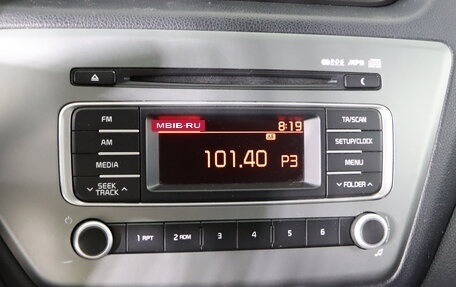 MP3
FM
AM
MEDIA
SEEK
TRACK
MBIE-RU
8:19
101.40 P3
TA/SCAN
SETUP/CLOCK
MENU
FOLDER
1 RPT
2 RDM
3
4
5
6